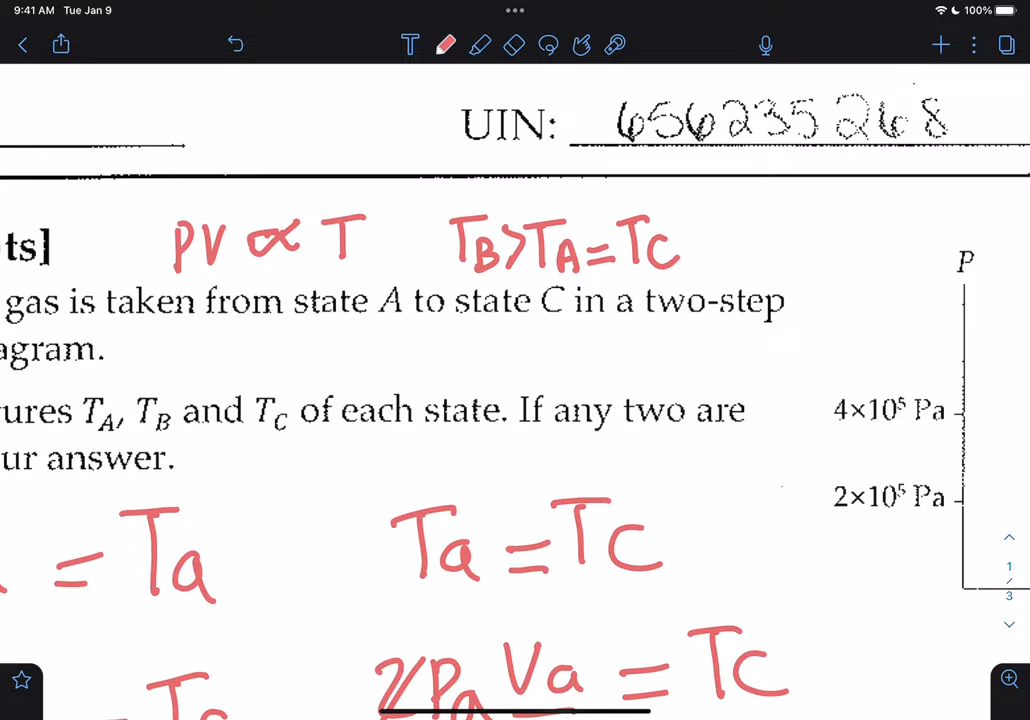 9:41 AM Tue Jan 9
100%
UIN: 656235268
ts]
PV ∝ T TB>TA=TC
P
gas is taken from state A to state C in a two-step
agram.
ures TA, TB and TC of each state. If any two are
4×10⁵ Pa
ur answer.
2×10⁵ Pa
= Ta Ta = TC
1
/
3
2Pa Va = TC